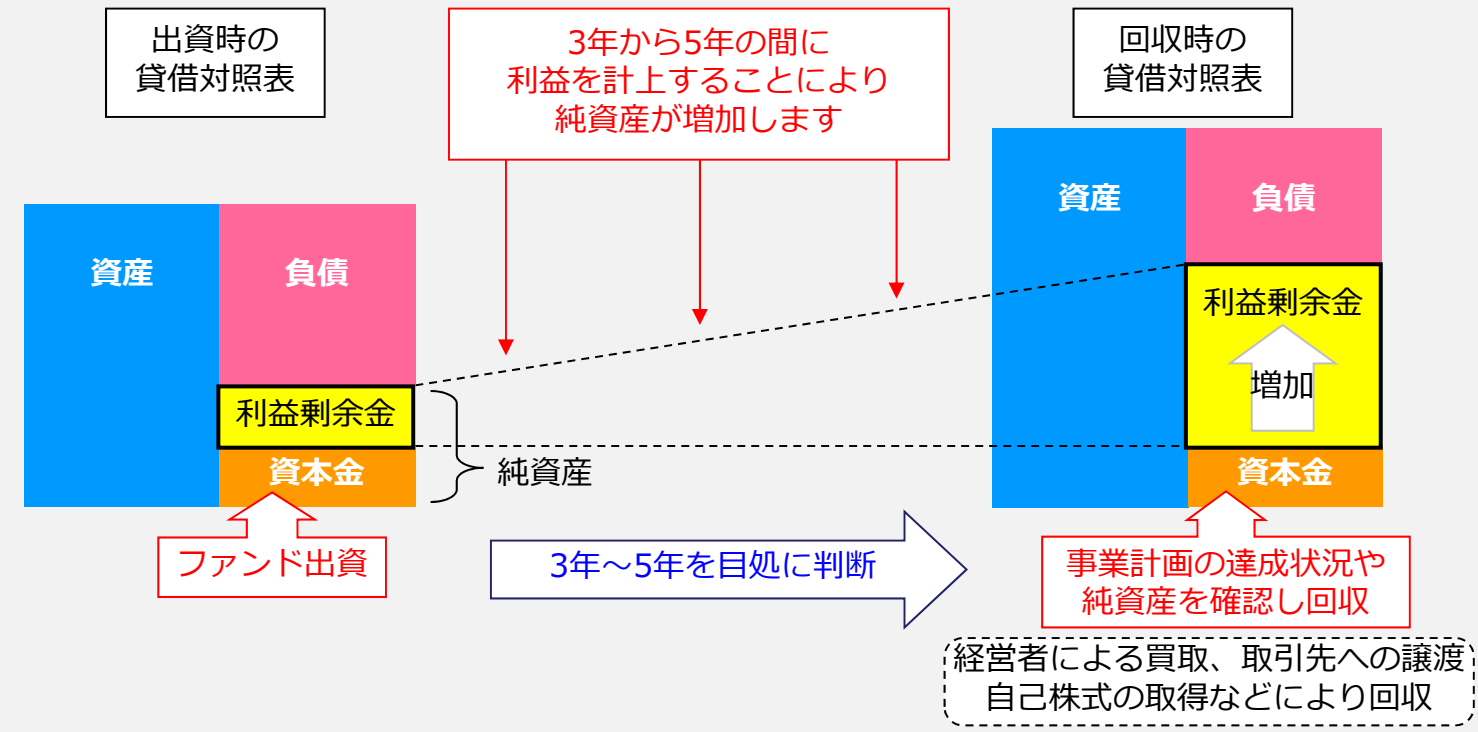 出資時の
貸借対照表
3年から5年の間に
利益を計上することにより
純資産が増加します
回収時の
貸借対照表
資産
負債
利益剰余金
資本金
純資産
ファンド出資
3年～5年を目処に判断
資産
負債
利益剰余金
増加
資本金
事業計画の達成状況や
純資産を確認し回収
経営者による買取、取引先への譲渡
自己株式の取得などにより回収